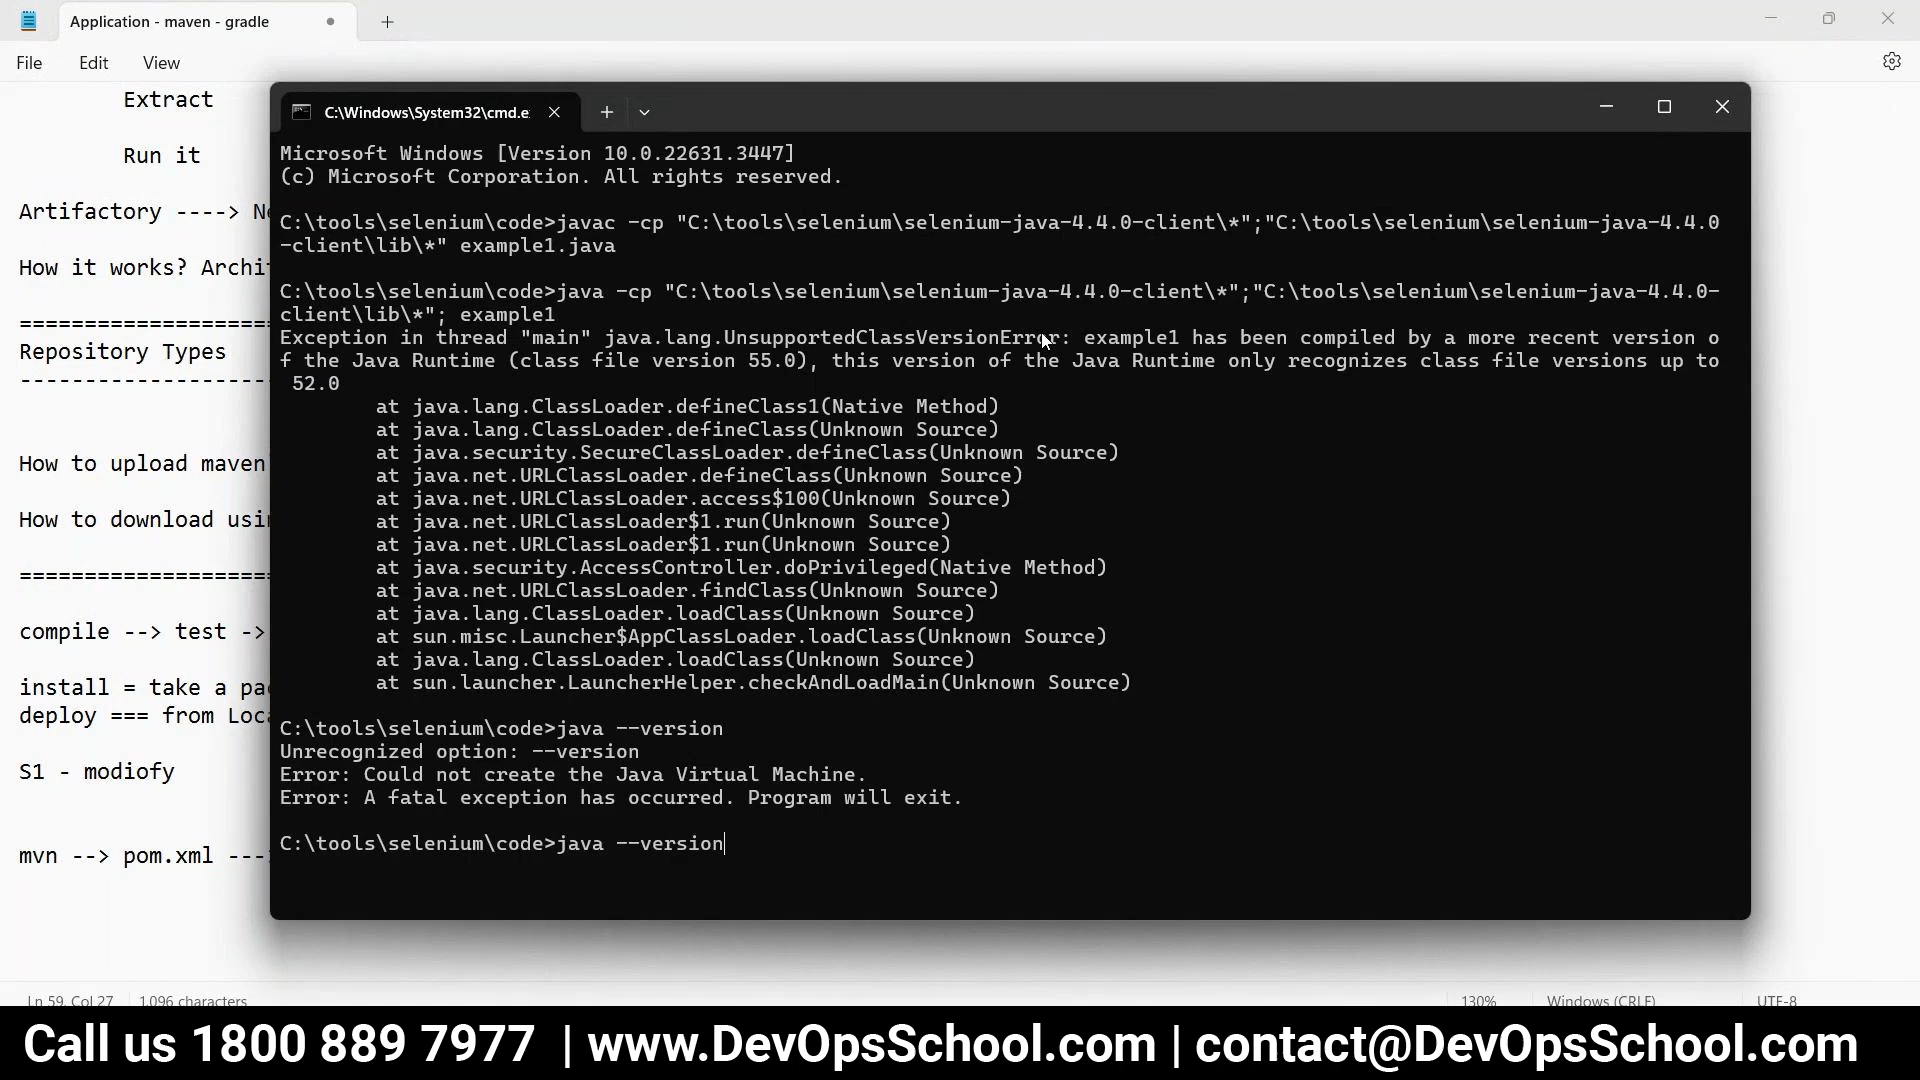 Application - maven - gradle
File Edit View
Extract
Run it
Artifactory ----> Ne
How it works? Archi
====================
Repository Types
-------------------
How to upload maven
How to download usi
====================
compile --> test ->
install = take a pa
deploy === from Loc
S1 - modiofy
mvn --> pom.xml ---
C:\Windows\System32\cmd.e
Microsoft Windows [Version 10.0.22631.3447]
(c) Microsoft Corporation. All rights reserved.
C:\tools\selenium\code>javac -cp "C:\tools\selenium\selenium-java-4.4.0-client\*";"C:\tools\selenium\selenium-java-4.4.0
-client\lib\*" example1.java
C:\tools\selenium\code>java -cp "C:\tools\selenium\selenium-java-4.4.0-client\*";"C:\tools\selenium\selenium-java-4.4.0-
client\lib\*"; example1
Exception in thread "main" java.lang.UnsupportedClassVersionError: example1 has been compiled by a more recent version o
f the Java Runtime (class file version 55.0), this version of the Java Runtime only recognizes class file versions up to
52.0
at java.lang.ClassLoader.defineClass1(Native Method)
at java.lang.ClassLoader.defineClass(Unknown Source)
at java.security.SecureClassLoader.defineClass(Unknown Source)
at java.net.URLClassLoader.defineClass(Unknown Source)
at java.net.URLClassLoader.access$100(Unknown Source)
at java.net.URLClassLoader$1.run(Unknown Source)
at java.net.URLClassLoader$1.run(Unknown Source)
at java.security.AccessController.doPrivileged(Native Method)
at java.net.URLClassLoader.findClass(Unknown Source)
at java.lang.ClassLoader.loadClass(Unknown Source)
at sun.misc.Launcher$AppClassLoader.loadClass(Unknown Source)
at java.lang.ClassLoader.loadClass(Unknown Source)
at sun.launcher.LauncherHelper.checkAndLoadMain(Unknown Source)
C:\tools\selenium\code>java --version
Unrecognized option: --version
Error: Could not create the Java Virtual Machine.
Error: A fatal exception has occurred. Program will exit.
C:\tools\selenium\code>java --version
Ln 59, Col 27 1,096 characters 130% Windows (CRLF) UTF-8
Call us 1800 889 7977 | www.DevOpsSchool.com | contact@DevOpsSchool.com